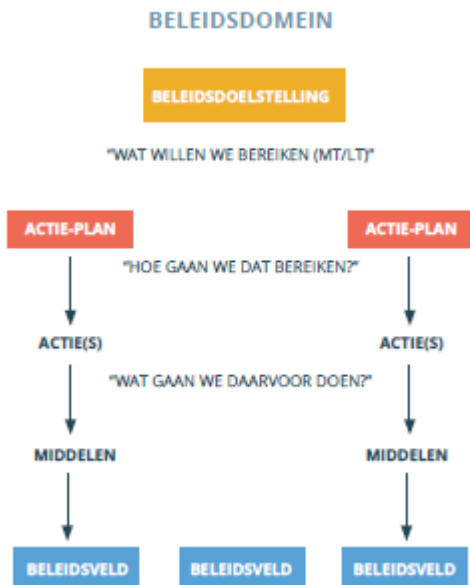 BELEIDSDOMEIN
BELEIDSDOELSTELLING
"WAT WILLEN WE BEREIKEN (MT/LT)"
ACTIE-PLAN ACTIE-PLAN
"HOE GAAN WE DAT BEREIKEN?"
ACTIE(S) ACTIE(S)
"WAT GAAN WE DAARVOOR DOEN?"
MIDDELEN MIDDELEN
BELEIDSVELD BELEIDSVELD BELEIDSVELD